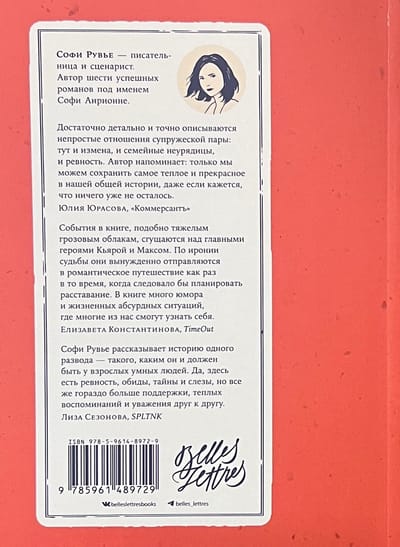 Софи Рувье — писатель-
ница и сценарист.
Автор шести успешных
романов под именем
Софи Анрионне.
Достаточно детально и точно описываются
непростые отношения супружеской пары:
тут и измена, и семейные неурядицы,
и ревность. Автор напоминает: только мы
можем сохранить самое теплое и прекрасное
в нашей общей истории, даже если кажется,
что ничего уже не осталось.
Юлия Юрасова, «Коммерсантъ»
События в книге, подобно тяжелым
грозовым облакам, сгущаются над главными
героями Кьярой и Максом. По иронии
судьбы они вынужденно отправляются
в романтическое путешествие как раз
в то время, когда следовало бы планировать
расставание. В книге много юмора
и жизненных абсурдных ситуаций,
где многие из нас смогут узнать себя.
Елизавета Константинова, TimeOut
Софи Рувье рассказывает историю одного
развода — такого, каким он и должен
быть у взрослых умных людей. Да, здесь
есть ревность, обиды, тайны и слезы, но все
же гораздо больше поддержки, теплых
воспоминаний и уважения друг к другу.
Лиза Сезонова, SPLTNK
ISBN 978-5-9614-8972-9
9 785961 489729
Belles
Lettres
belleslettresbooks
belles_lettres